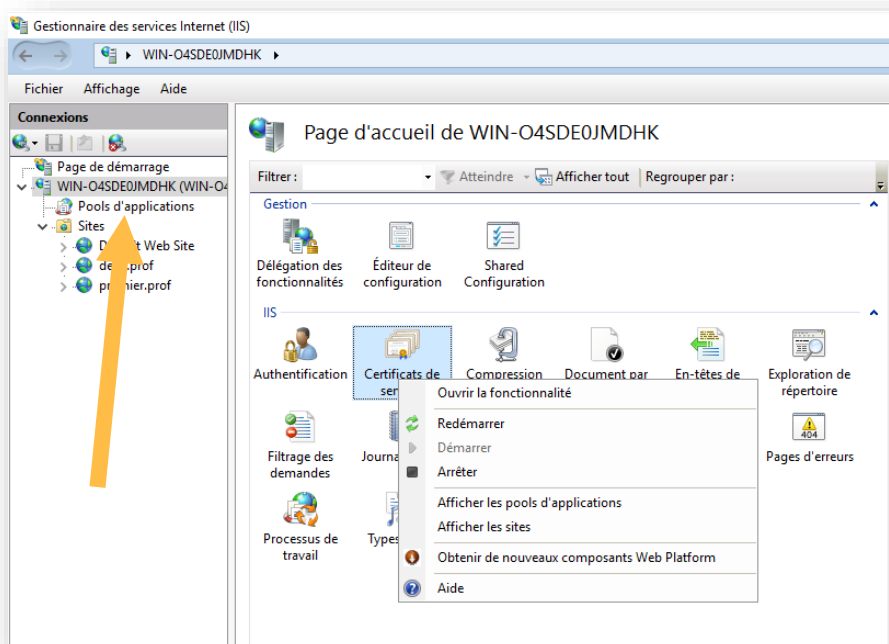 Gestionnaire des services Internet (IIS)
WIN-O4SDE0JMDHK
Fichier Affichage Aide
Connexions
Page de démarrage
WIN-O4SDE0JMDHK (WIN-O4
Pools d'applications
Sites
Web Site
prof
prof
Page d'accueil de WIN-O4SDE0JMDHK
Filtrer : Atteindre Afficher tout Regrouper par :
Gestion
Délégation des fonctionnalités
Éditeur de configuration
Shared Configuration
IIS
Authentification
Certificats de
Compression
Document par
En-têtes de
Exploration de répertoire
Ouvrir la fonctionnalité
Redémarrer
Démarrer
Arrêter
Afficher les pools d'applications
Afficher les sites
Obtenir de nouveaux composants Web Platform
Aide
Filtrage des demandes
404
Pages d'erreurs
Processus de travail